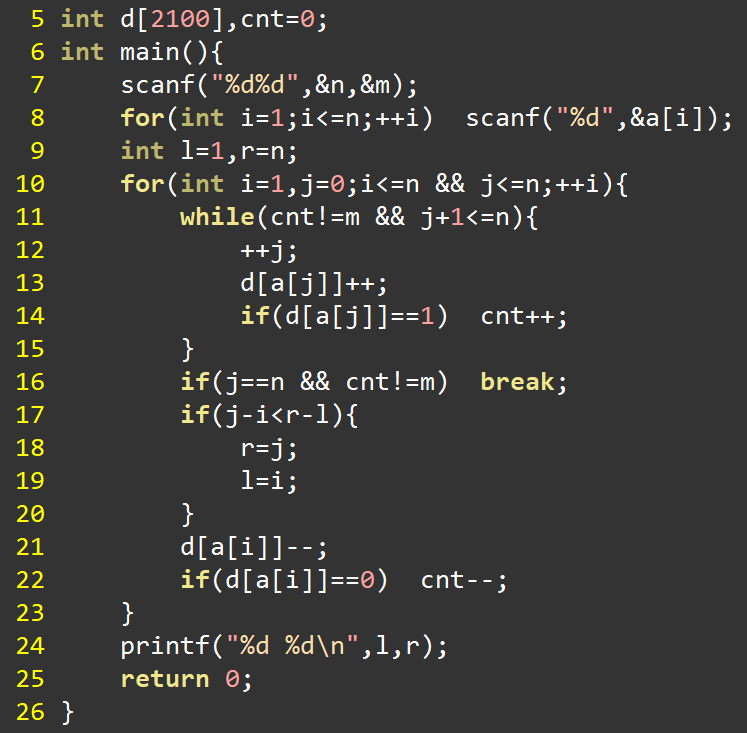 5 int d[2100],cnt=0;
6 int main(){
7     scanf("%d%d",&n,&m);
8     for(int i=1;i<=n;++i)  scanf("%d",&a[i]);
9     int l=1,r=n;
10     for(int i=1,j=0;i<=n && j<=n;++i){
11         while(cnt!=m && j+1<=n){
12             ++j;
13             d[a[j]]++;
14             if(d[a[j]]==1)  cnt++;
15         }
16         if(j==n && cnt!=m)  break;
17         if(j-i<r-l){
18             r=j;
19             l=i;
20         }
21         d[a[i]]--;
22         if(d[a[i]]==0)  cnt--;
23     }
24     printf("%d %d\n",l,r);
25     return 0;
26 }